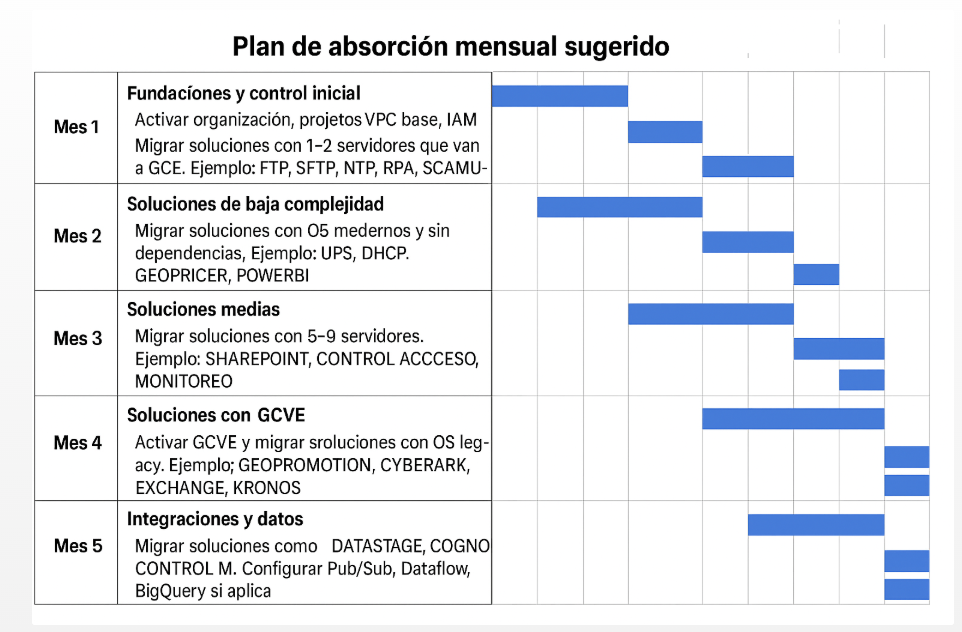 Plan de absorción mensual sugerido
Mes 1
Fundacíones y control inicial
Activar organización, projetos VPC base, IAM
Migrar soluciones con 1–2 servidores que van
a GCE. Ejemplo: FTP, SFTP, NTP, RPA, SCAMU-
Mes 2
Soluciones de baja complejidad
Migrar soluciones con O5 medernos y sin
dependencias, Ejemplo: UPS, DHCP.
GEOPRICER, POWERBI
Mes 3
Soluciones medias
Migrar soluciones con 5–9 servidores.
Ejemplo: SHAREPOINT, CONTROL ACCCESO,
MONITOREO
Mes 4
Soluciones con GCVE
Activar GCVE y migrar sroluciones con OS leg-
acy. Ejemplo; GEOPROMOTION, CYBERARK,
EXCHANGE, KRONOS
Mes 5
Integraciones y datos
Migrar soluciones como DATASTAGE, COGNO
CONTROL M. Configurar Pub/Sub, Dataflow,
BigQuery si aplica